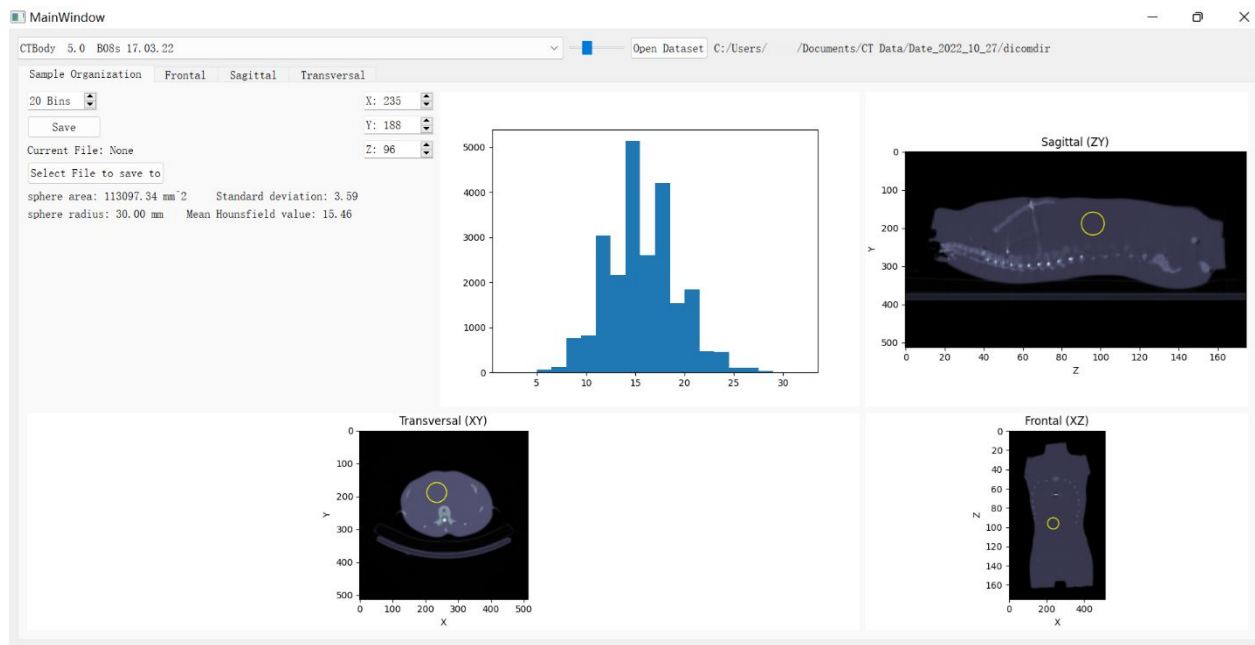 MainWindow
CTBody 5.0 B08s 17.03.22
Open Dataset C:/Users/ /Documents/CT Data/Date_2022_10_27/dicomdir
Sample Organization Frontal Sagittal Transversal
20 Bins X: 235
Save Y: 188
Current File: None Z: 96
Select File to save to
sphere area: 113097.34 mm^2 Standard deviation: 3.59
sphere radius: 30.00 mm Mean Hounsfield value: 15.46
5000
4000
3000
2000
1000
0
5 10 15 20 25 30
Sagittal (ZY)
0
100
200
Y
300
400
500
0 20 40 60 80 100 120 140 160
Z
Transversal (XY)
0
100
200
Y
300
400
500
0 100 200 300 400 500
X
Frontal (XZ)
0
20
40
60
Z
80
100
120
140
160
0 200 400
X